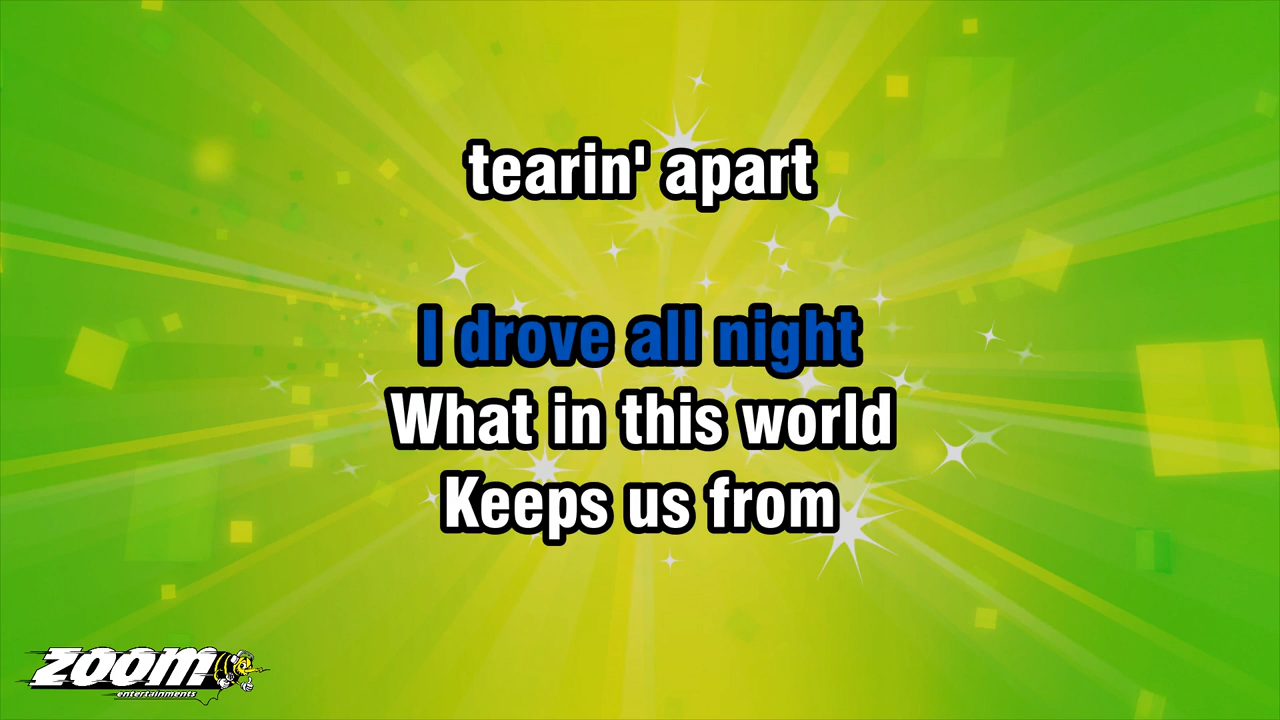 tearin' apart
I drove all night
What in this world
Keeps us from
zoom
entertainments